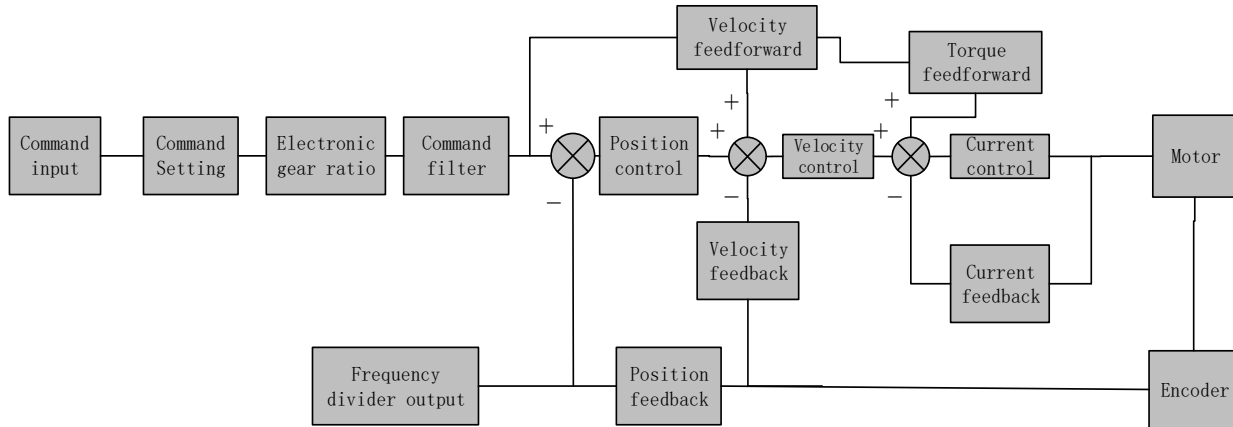 Velocity
feedforward
Torque
feedforward
+
+
Command
input
Command
Setting
Electronic
gear ratio
Command
filter
+
Position
control
+
Velocity
control
+
Current
control
Motor
−
−
−
Velocity
feedback
Current
feedback
Frequency
divider output
Position
feedback
Encoder